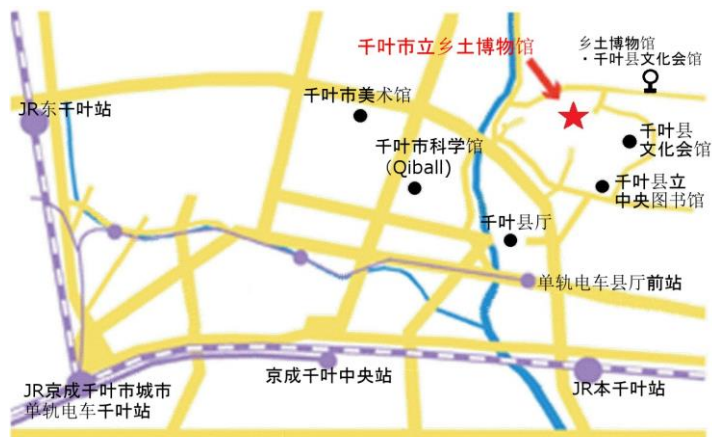 千叶市立乡土博物馆
乡土博物馆
·千叶县文化会馆
JR东千叶站
千叶市美术馆
千叶县
文化会馆
千叶市科学馆
(Qiball)
千叶县立
中央图书馆
千叶县厅
单轨电车县厅前站
京成千叶中央站
JR京成千叶市城市
单轨电车千叶站
JR本千叶站